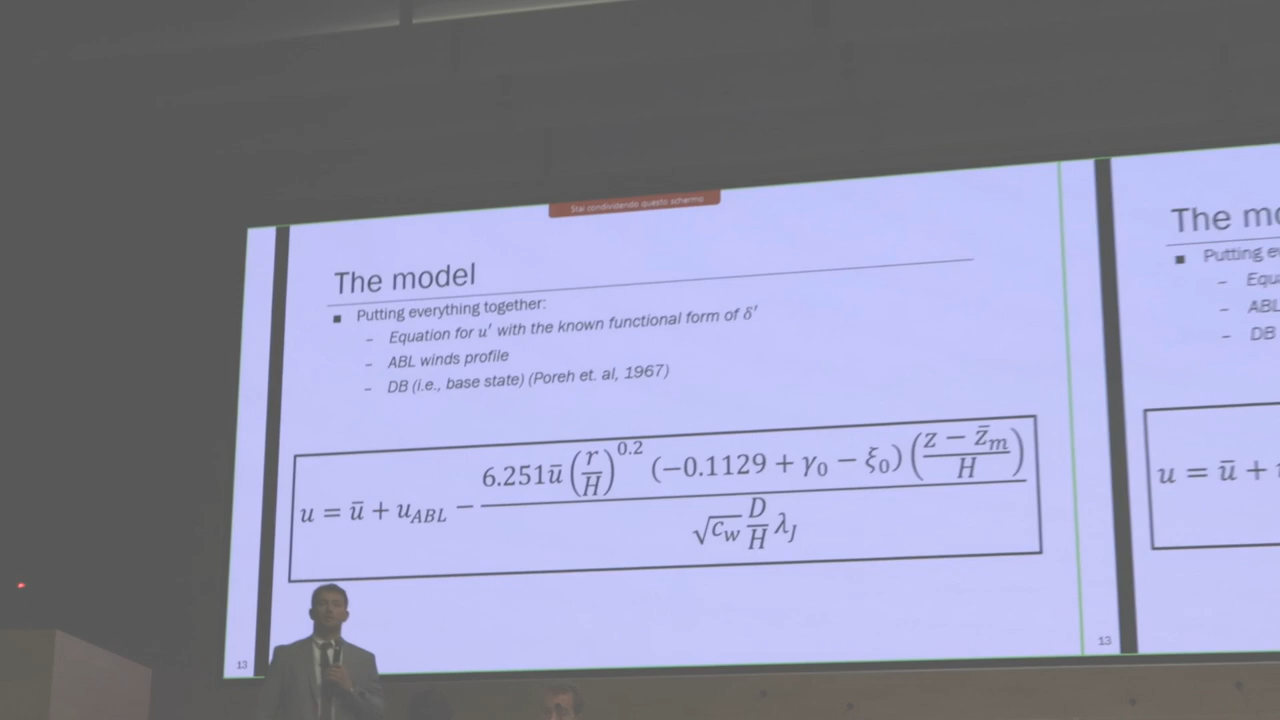 Stai condividendo questo schermo
The model
■ Putting everything together:
– Equation for u′ with the known functional form of δ′
– ABL winds profile
– DB (i.e., base state) (Poreh et. al, 1967)
u = ū + u_ABL − (6.251ū (r/H)^0.2 (−0.1129 + γ₀ − ξ₀) ((z − z̄_m)/H)) / (√c_w (D/H) λ_J)
13
13
The
■ Putting
–
– ABL
– DB
u = ū +